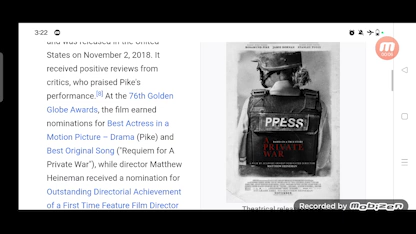 3:22
and was released in the United
States on November 2, 2018. It
received positive reviews from
critics, who praised Pike's
performance.[8] At the 76th Golden
Globe Awards, the film earned
nominations for Best Actress in a
Motion Picture – Drama (Pike) and
Best Original Song ("Requiem for A
Private War"), while director Matthew
Heineman received a nomination for
Outstanding Directorial Achievement
of a First Time Feature Film Director
PRESS
A
PRIVATE
WAR
Theatrical relea
Recorded by mobizen